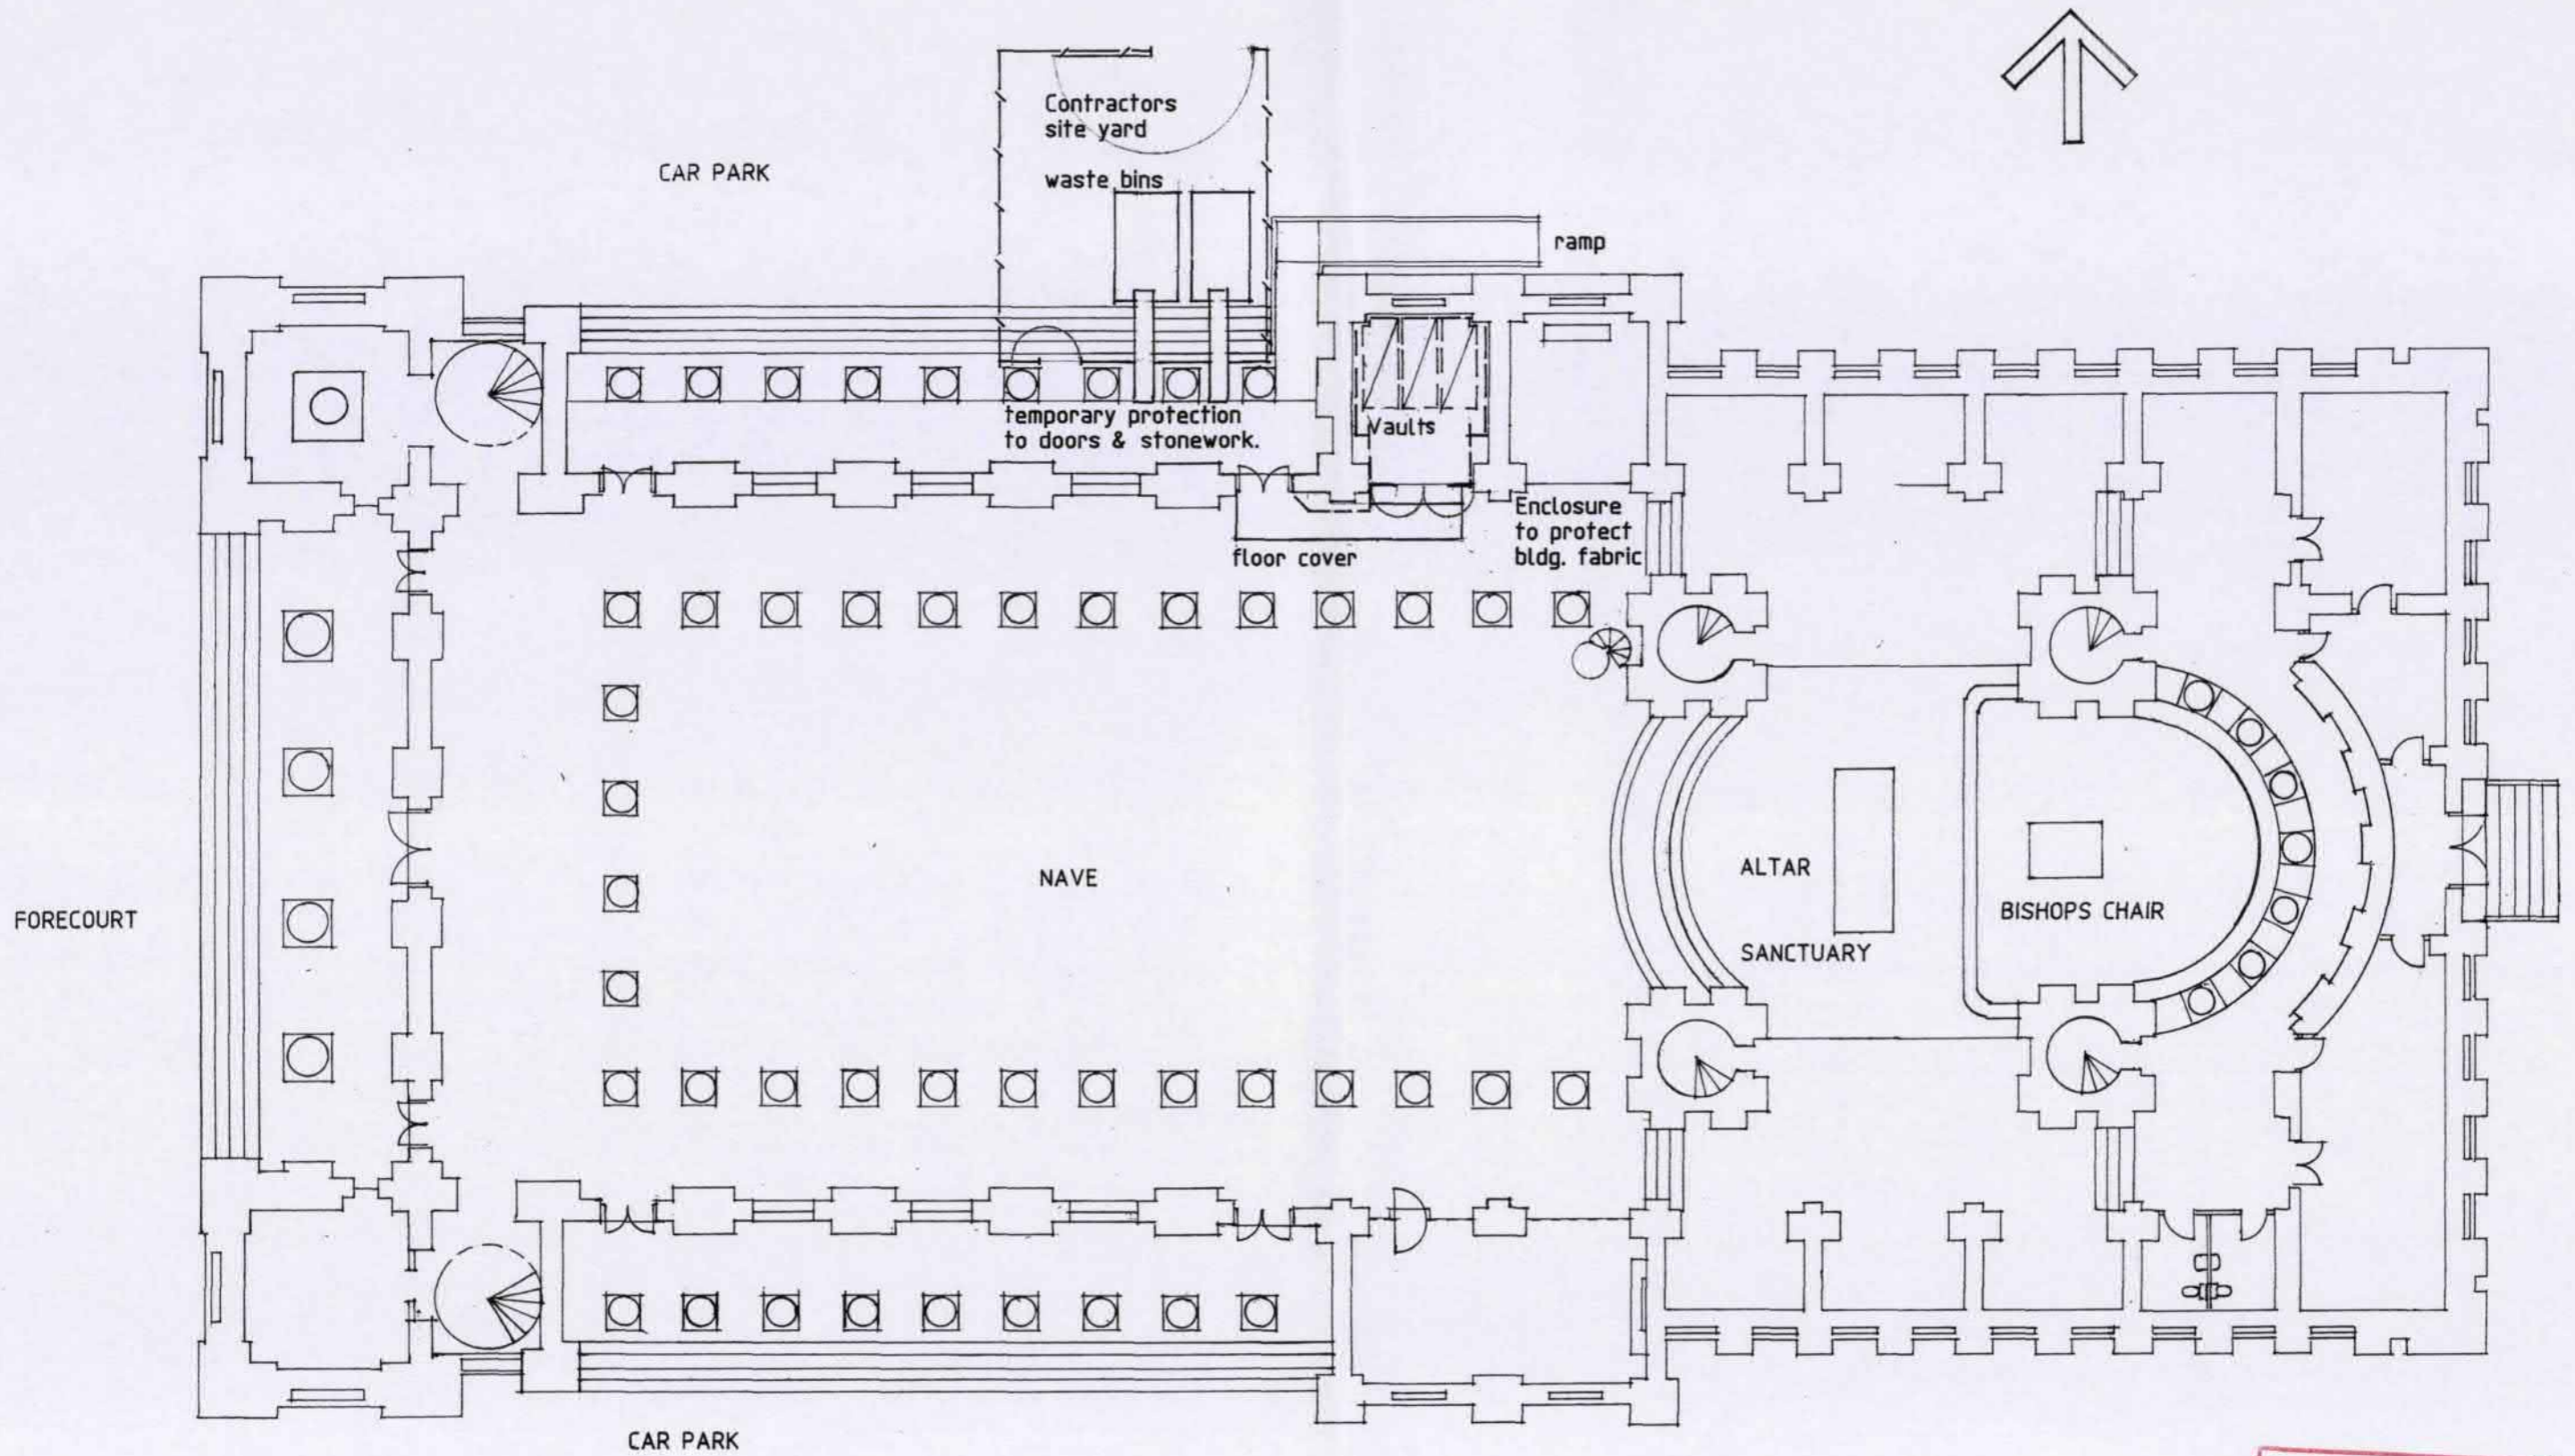 Contractors
site yard
CAR PARK
waste bins
ramp
temporary protection
to doors & stonework.
Vaults
Enclosure
to protect
bldg. fabric
floor cover
NAVE
ALTAR
FORECOURT
BISHOPS CHAIR
SANCTUARY
CAR PARK